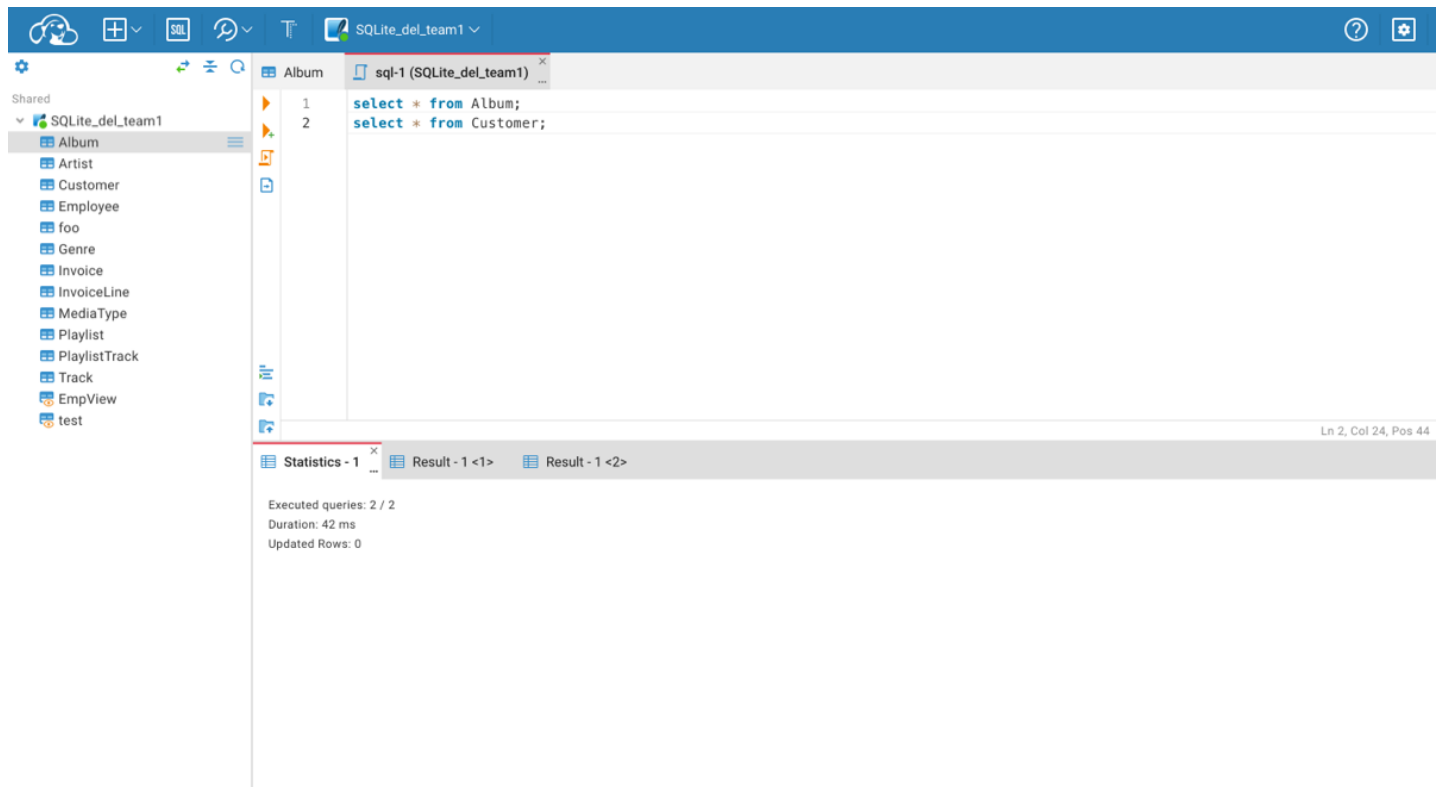 SQL
SQLite_del_team1
Shared
SQLite_del_team1
Album
Artist
Customer
Employee
foo
Genre
Invoice
InvoiceLine
MediaType
Playlist
PlaylistTrack
Track
EmpView
test
Album sql-1 (SQLite_del_team1)
1 select * from Album;
2 select * from Customer;
Ln 2, Col 24, Pos 44
Statistics - 1 Result - 1 <1> Result - 1 <2>
Executed queries: 2 / 2
Duration: 42 ms
Updated Rows: 0